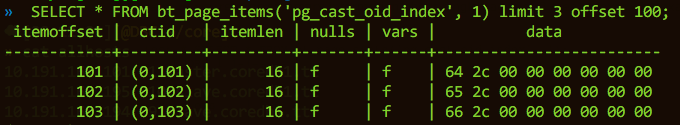 » SELECT * FROM bt_page_items('pg_cast_oid_index', 1) limit 3 offset 100;
itemoffset | ctid | itemlen | nulls | vars | data
------------+---------+---------+-------+------+-------------------------
101 | (0,101) | 16 | f | f | 64 2c 00 00 00 00 00 00
102 | (0,102) | 16 | f | f | 65 2c 00 00 00 00 00 00
103 | (0,103) | 16 | f | f | 66 2c 00 00 00 00 00 00